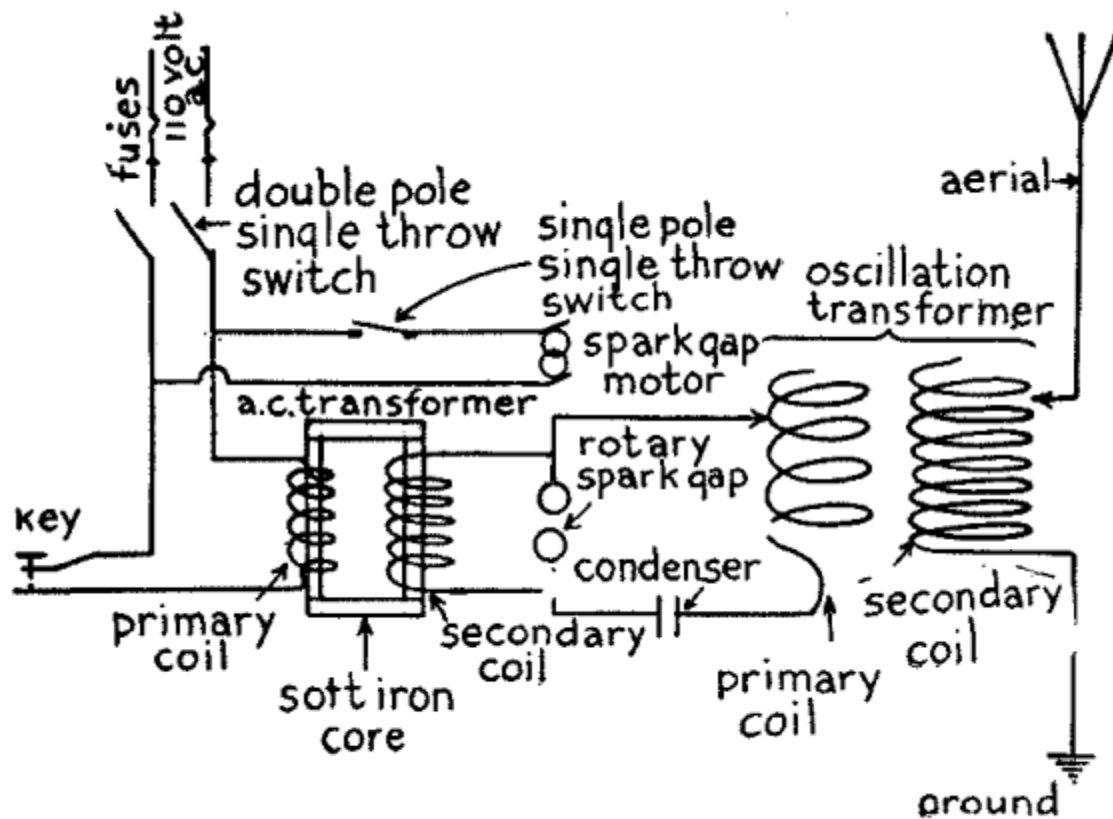 fuses
110 volt
a.c.
double pole
single throw
switch
single pole
single throw
switch
aerial
oscillation
transformer
spark gap
motor
a.c. transformer
rotary
spark gap
key
condenser
primary
coil
secondary
coil
soft iron
core
primary
coil
secondary
coil
ground